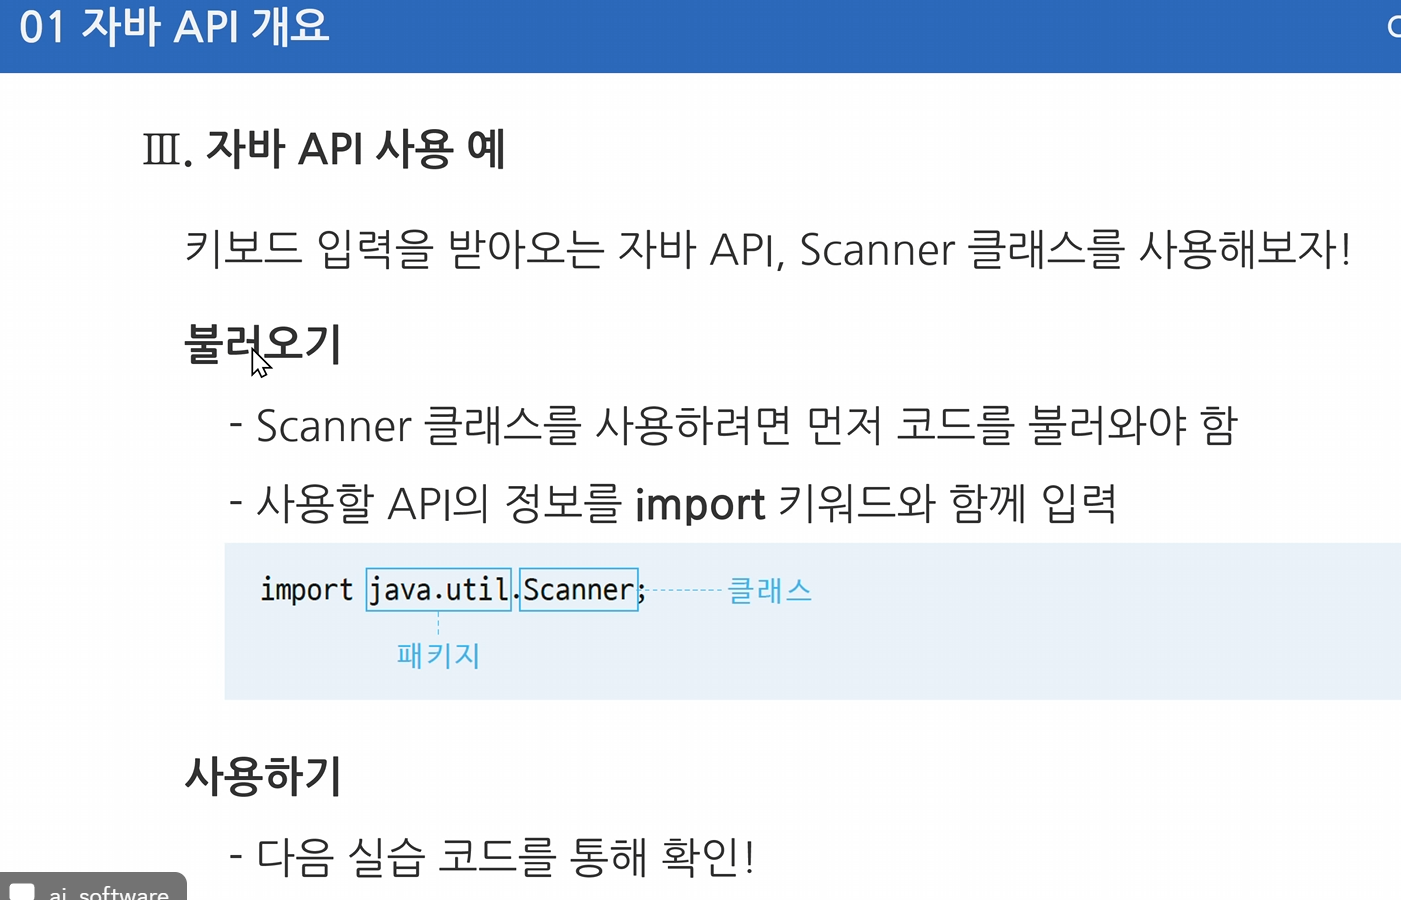 01 자바 API 개요
Ⅲ. 자바 API 사용 예
키보드 입력을 받아오는 자바 API, Scanner 클래스를 사용해보자!
불러오기
- Scanner 클래스를 사용하려면 먼저 코드를 불러와야 함
- 사용할 API의 정보를 import 키워드와 함께 입력
import java.util.Scanner; 클래스
패키지
사용하기
- 다음 실습 코드를 통해 확인!
ai_software